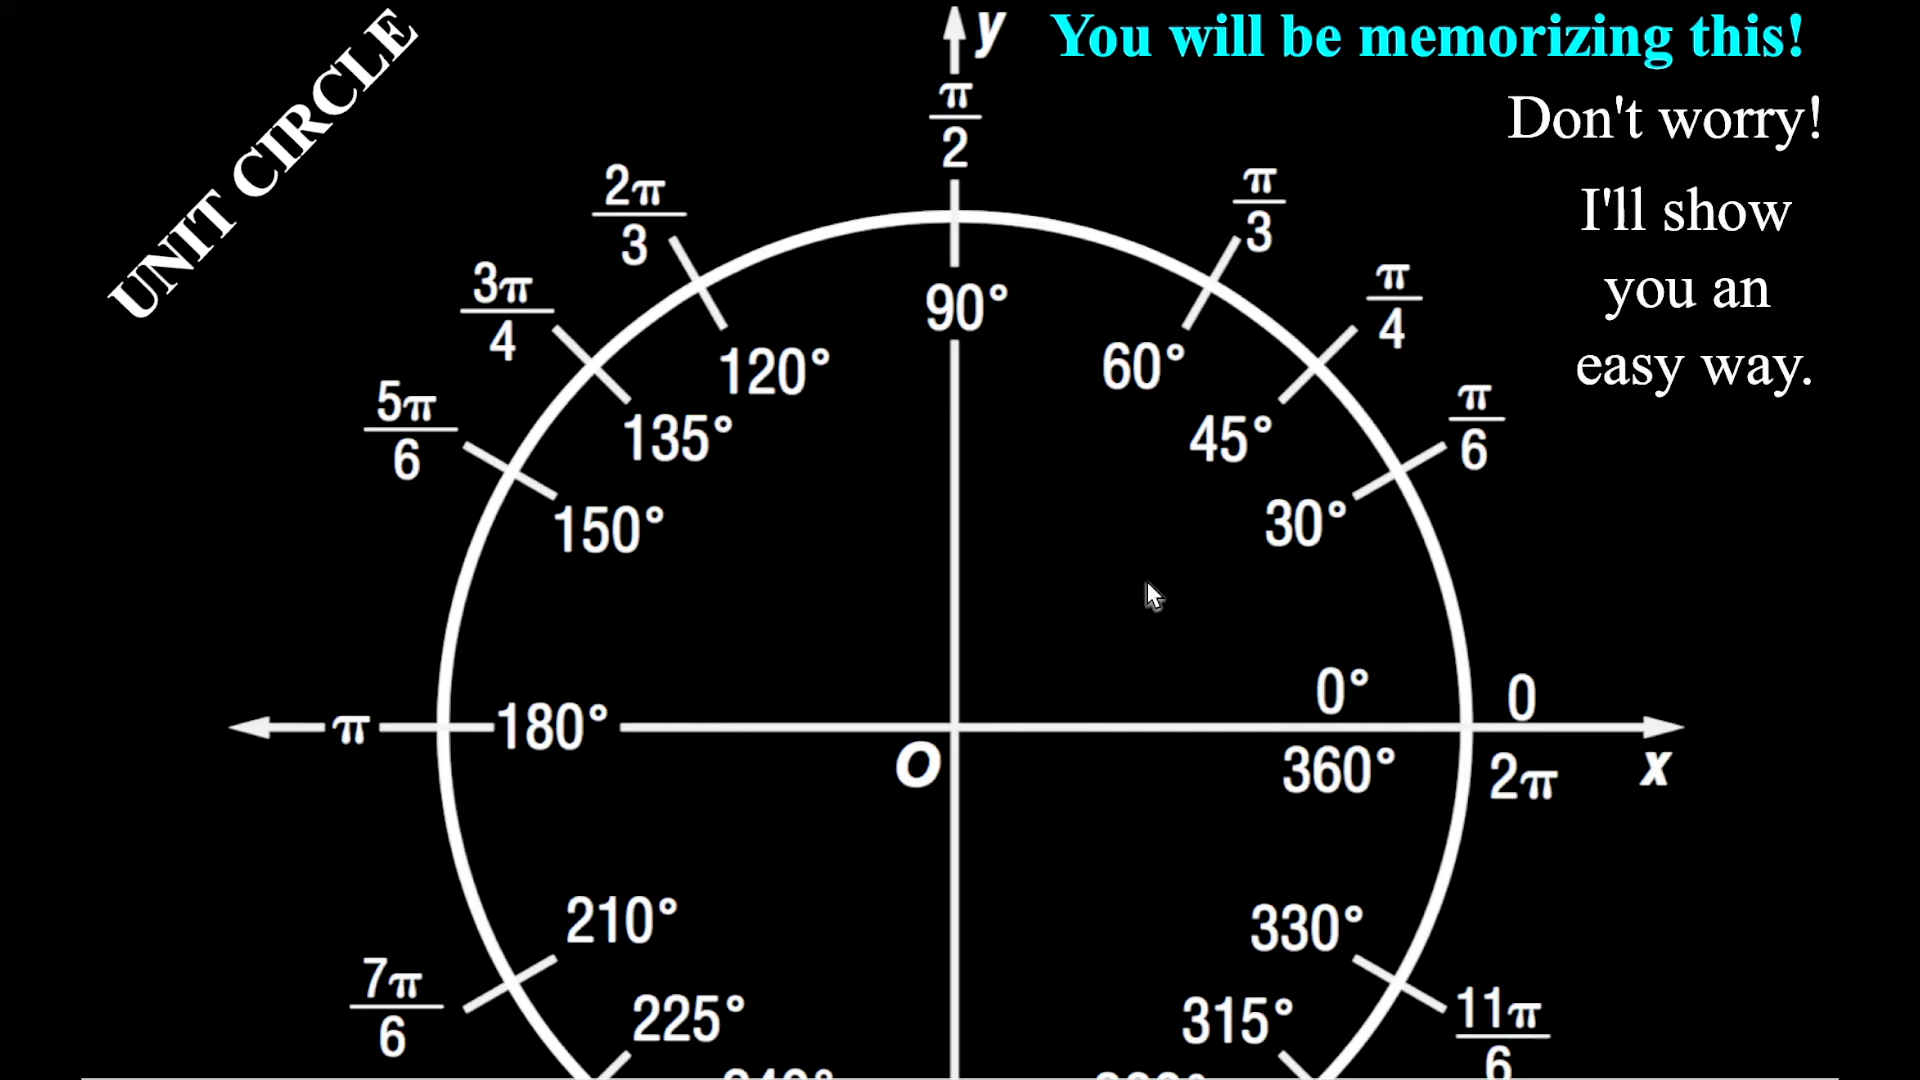 UNIT CIRCLE
y
You will be memorizing this!
Don't worry!
I'll show
you an
easy way.
π/2
2π/3
π/3
3π/4
π/4
90°
120°
60°
5π/6
π/6
135°
45°
150°
30°
π
180°
0°
0
O
360°
2π
x
210°
330°
7π/6
11π/6
225°
315°